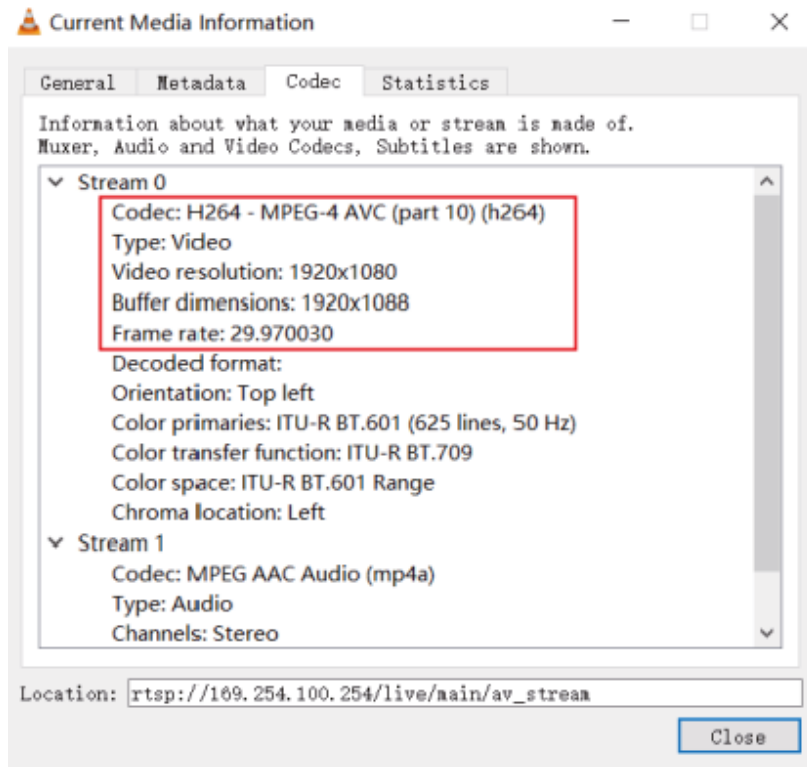 Current Media Information
General Metadata Codec Statistics
Information about what your media or stream is made of.
Muxer, Audio and Video Codecs, Subtitles are shown.
Stream 0
Codec: H264 - MPEG-4 AVC (part 10) (h264)
Type: Video
Video resolution: 1920x1080
Buffer dimensions: 1920x1088
Frame rate: 29.970030
Decoded format:
Orientation: Top left
Color primaries: ITU-R BT.601 (625 lines, 50 Hz)
Color transfer function: ITU-R BT.709
Color space: ITU-R BT.601 Range
Chroma location: Left
Stream 1
Codec: MPEG AAC Audio (mp4a)
Type: Audio
Channels: Stereo
Location: rtsp://169.254.100.254/live/main/av_stream
Close